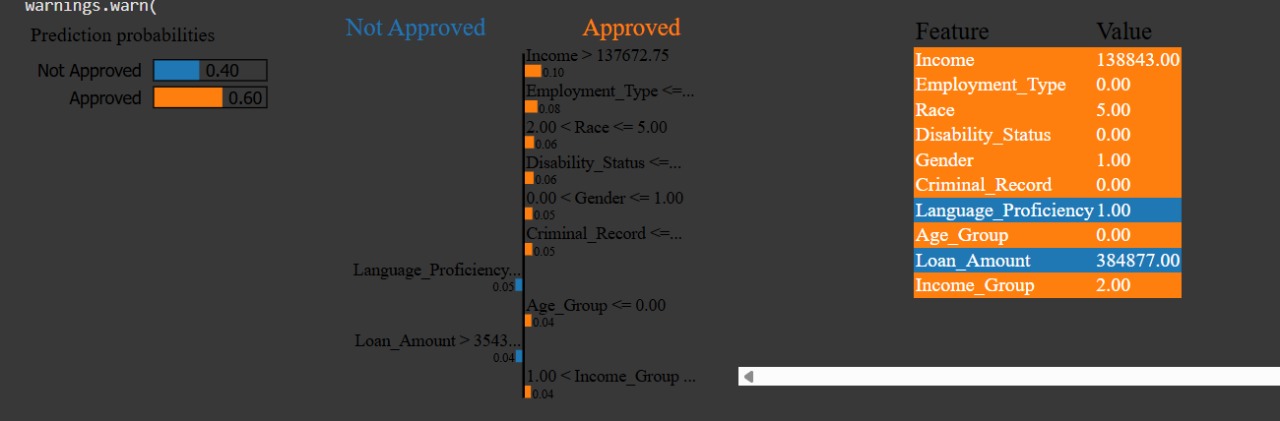 warnings.warn(
Prediction probabilities
Not Approved 0.40
Approved 0.60
Not Approved Approved
Income > 137672.75
0.10
Employment_Type <=...
0.08
2.00 < Race <= 5.00
0.06
Disability_Status <=...
0.06
0.00 < Gender <= 1.00
0.05
Criminal_Record <=...
0.05
Language_Proficiency...
0.05
Age_Group <= 0.00
0.04
Loan_Amount > 3543...
0.04
1.00 < Income_Group ...
0.04
Feature Value
Income 138843.00
Employment_Type 0.00
Race 5.00
Disability_Status 0.00
Gender 1.00
Criminal_Record 0.00
Language_Proficiency 1.00
Age_Group 0.00
Loan_Amount 384877.00
Income_Group 2.00